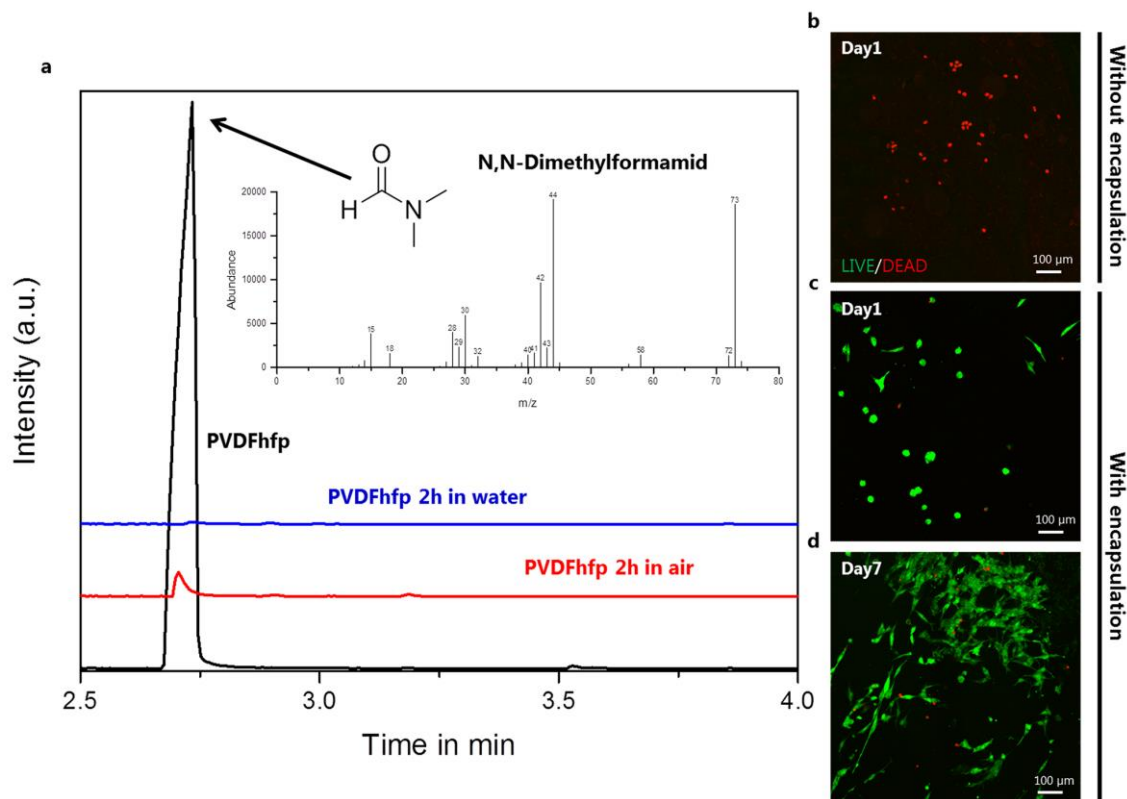 a
Intensity (a.u.)
Time in min
2.5
3.0
3.5
4.0
PVDFhfp
PVDFhfp 2h in water
PVDFhfp 2h in air
O
H
N
N,N-Dimethylformamid
Abundance
20000
15000
10000
5000
0
0
10
20
30
40
50
60
70
80
m/z
15
18
28
29
30
32
40
41
42
43
44
58
72
73
b
Day1
LIVE/DEAD
100 µm
Without encapsulation
c
Day1
100 µm
d
Day7
100 µm
With encapsulation